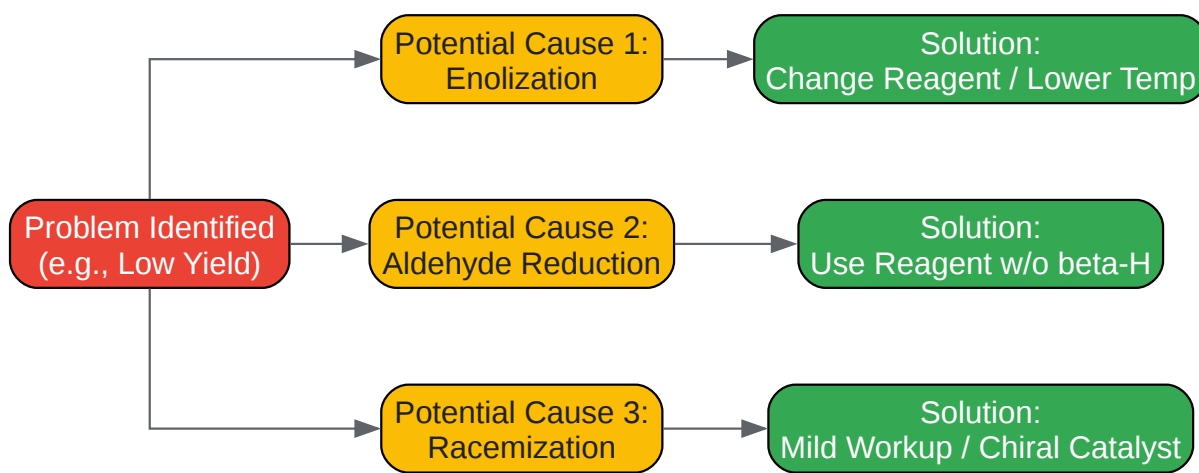 Potential Cause 1:
Enolization
Solution:
Change Reagent / Lower Temp
Problem Identified
(e.g., Low Yield)
Potential Cause 2:
Aldehyde Reduction
Solution:
Use Reagent w/o beta-H
Potential Cause 3:
Racemization
Solution:
Mild Workup / Chiral Catalyst